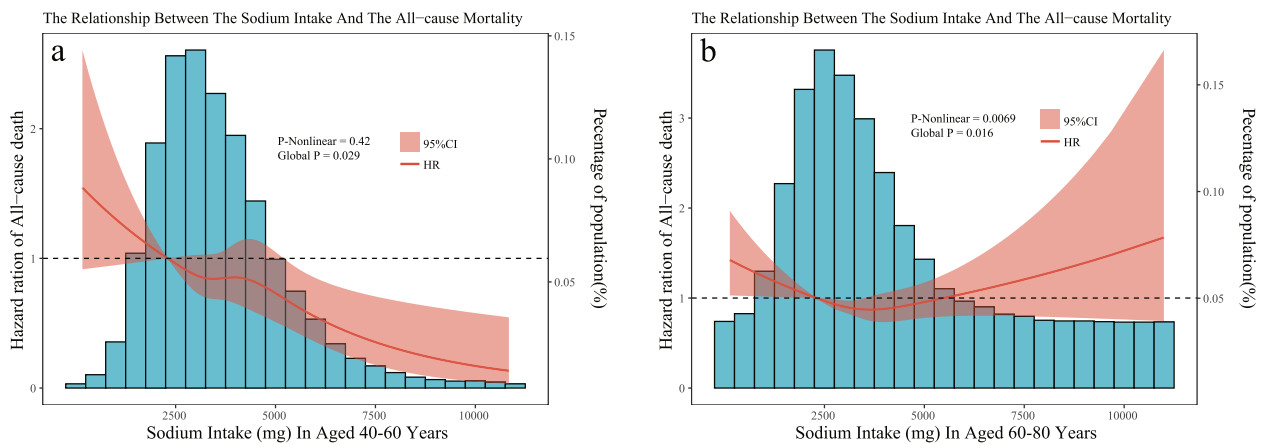 The Relationship Between The Sodium Intake And The All−cause Mortality
a
Hazard ration of All-cause death
2
1
0
P-Nonlinear = 0.42
Global P = 0.029
95%CI
HR
0.15
0.10
0.05
Pecentage of population(%)
2500 5000 7500 10000
Sodium Intake (mg) In Aged 40-60 Years
The Relationship Between The Sodium Intake And The All−cause Mortality
b
Hazard ration of All-cause death
3
2
1
0
P-Nonlinear = 0.0069
Global P = 0.016
95%CI
HR
0.15
0.10
0.05
Pecentage of population(%)
2500 5000 7500 10000
Sodium Intake (mg) In Aged 60-80 Years